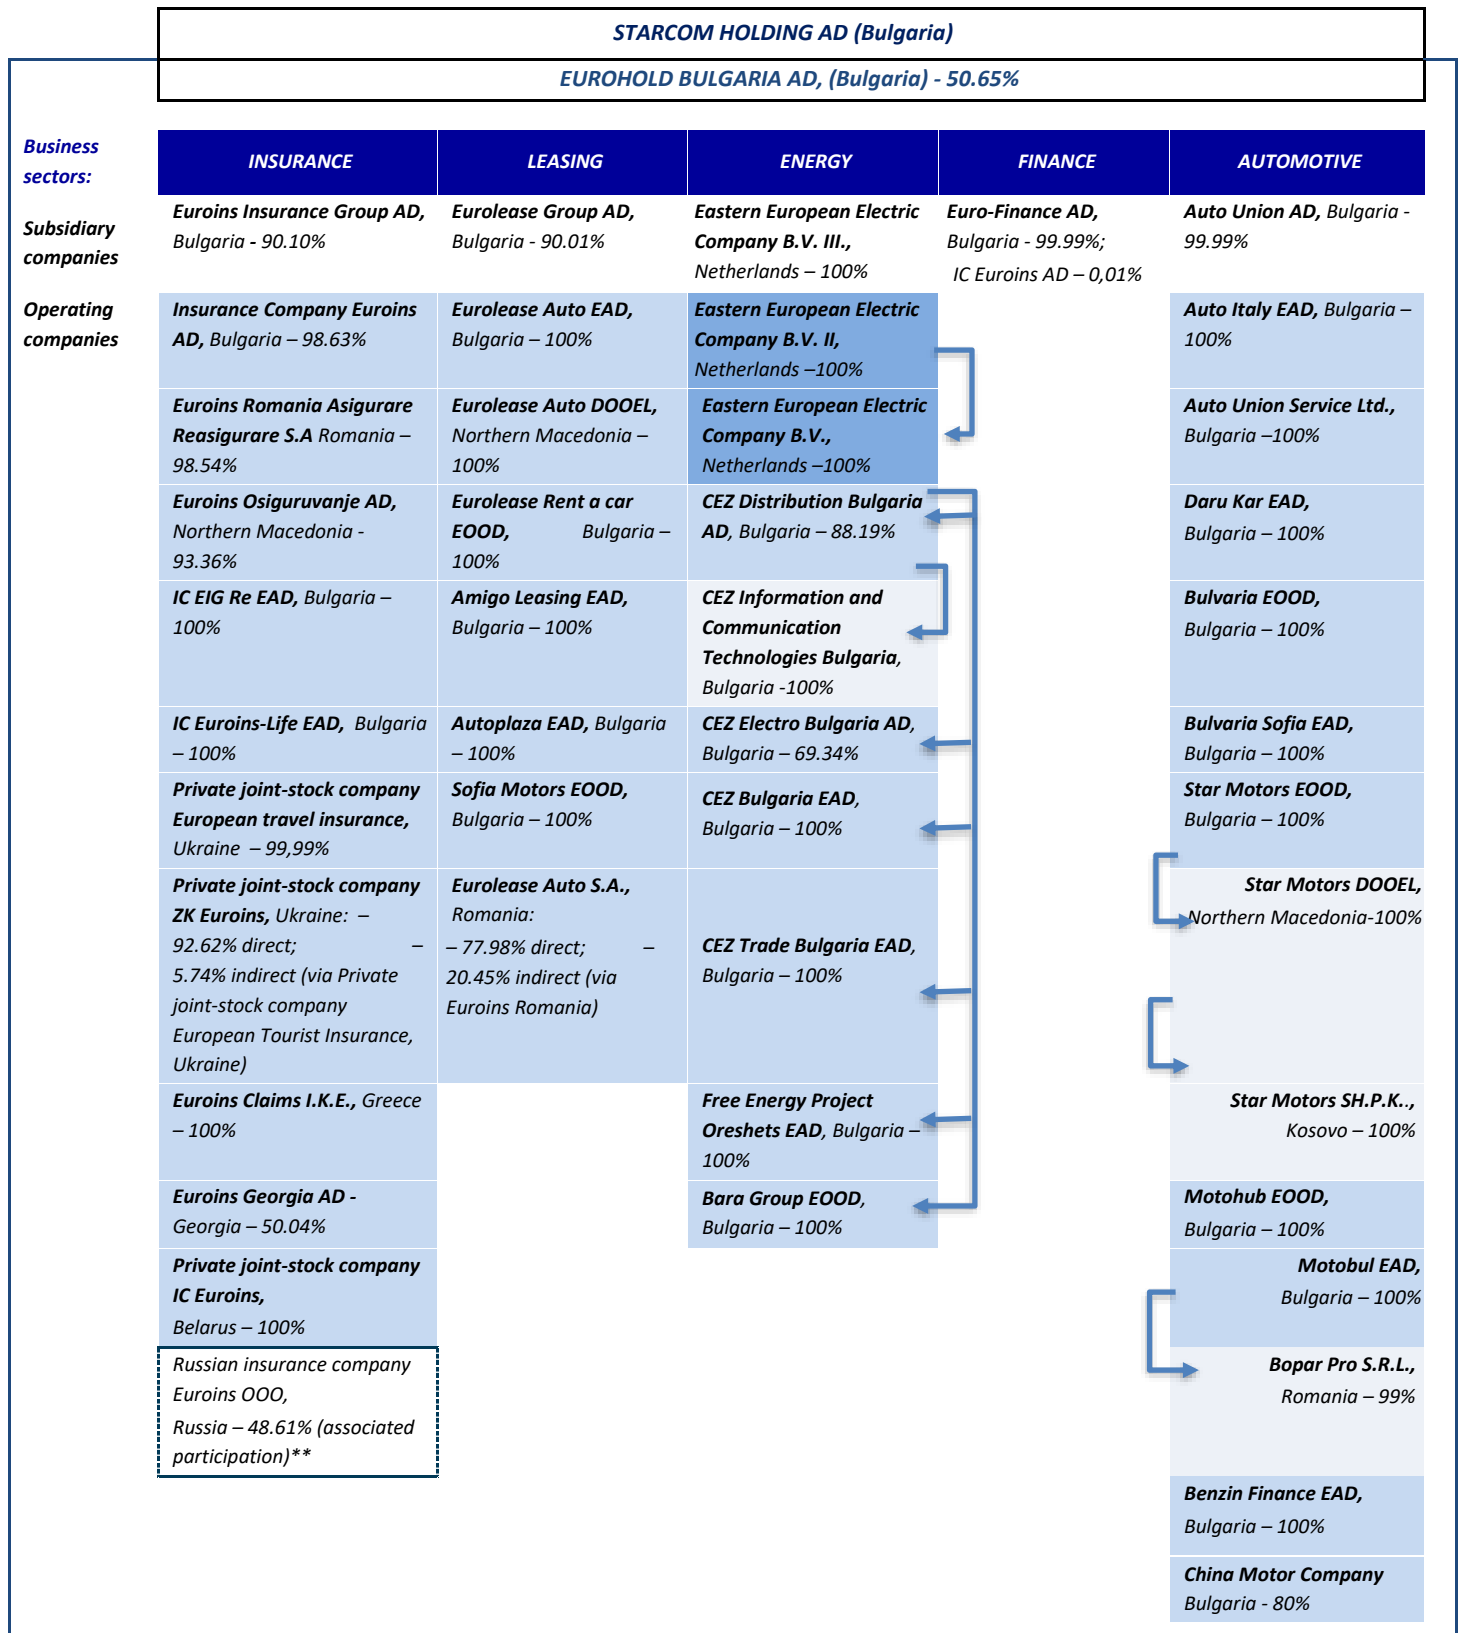 STARCOM HOLDING AD (Bulgaria)
EUROHOLD BULGARIA AD, (Bulgaria) - 50.65%
Business
sectors:
INSURANCE
LEASING
ENERGY
FINANCE
AUTOMOTIVE
Subsidiary
companies
Euroins Insurance Group AD,
Bulgaria - 90.10%
Eurolease Group AD,
Bulgaria - 90.01%
Eastern European Electric
Company B.V. III.,
Netherlands – 100%
Euro-Finance AD,
Bulgaria - 99.99%;
IC Euroins AD – 0,01%
Auto Union AD, Bulgaria -
99.99%
Operating
companies
Insurance Company Euroins
AD, Bulgaria – 98.63%
Eurolease Auto EAD,
Bulgaria – 100%
Eastern European Electric
Company B.V. II,
Netherlands –100%
Auto Italy EAD, Bulgaria –
100%
Euroins Romania Asigurare
Reasigurare S.A Romania –
98.54%
Eurolease Auto DOOEL,
Northern Macedonia –
100%
Eastern European Electric
Company B.V.,
Netherlands –100%
Auto Union Service Ltd.,
Bulgaria –100%
Euroins Osiguruvanje AD,
Northern Macedonia -
93.36%
Eurolease Rent a car
EOOD, Bulgaria –
100%
CEZ Distribution Bulgaria
AD, Bulgaria – 88.19%
Daru Kar EAD,
Bulgaria – 100%
IC EIG Re EAD, Bulgaria –
100%
Amigo Leasing EAD,
Bulgaria – 100%
CEZ Information and
Communication
Technologies Bulgaria,
Bulgaria -100%
Bulvaria EOOD,
Bulgaria – 100%
IC Euroins-Life EAD, Bulgaria
– 100%
Autoplaza EAD, Bulgaria
– 100%
CEZ Electro Bulgaria AD,
Bulgaria – 69.34%
Bulvaria Sofia EAD,
Bulgaria – 100%
Private joint-stock company
European travel insurance,
Ukraine – 99,99%
Sofia Motors EOOD,
Bulgaria – 100%
CEZ Bulgaria EAD,
Bulgaria – 100%
Star Motors EOOD,
Bulgaria – 100%
Private joint-stock company
ZK Euroins, Ukraine: –
92.62% direct; –
5.74% indirect (via Private
joint-stock company
European Tourist Insurance,
Ukraine)
Eurolease Auto S.A.,
Romania:
– 77.98% direct; –
20.45% indirect (via
Euroins Romania)
CEZ Trade Bulgaria EAD,
Bulgaria – 100%
Star Motors DOOEL,
Northern Macedonia-100%
Euroins Claims I.K.E., Greece
– 100%
Free Energy Project
Oreshets EAD, Bulgaria –
100%
Star Motors SH.P.K..,
Kosovo – 100%
Euroins Georgia AD -
Georgia – 50.04%
Bara Group EOOD,
Bulgaria – 100%
Motohub EOOD,
Bulgaria – 100%
Private joint-stock company
IC Euroins,
Belarus – 100%
Motobul EAD,
Bulgaria – 100%
Russian insurance company
Euroins OOO,
Russia – 48.61% (associated
participation)**
Bopar Pro S.R.L.,
Romania – 99%
Benzin Finance EAD,
Bulgaria – 100%
China Motor Company
Bulgaria - 80%